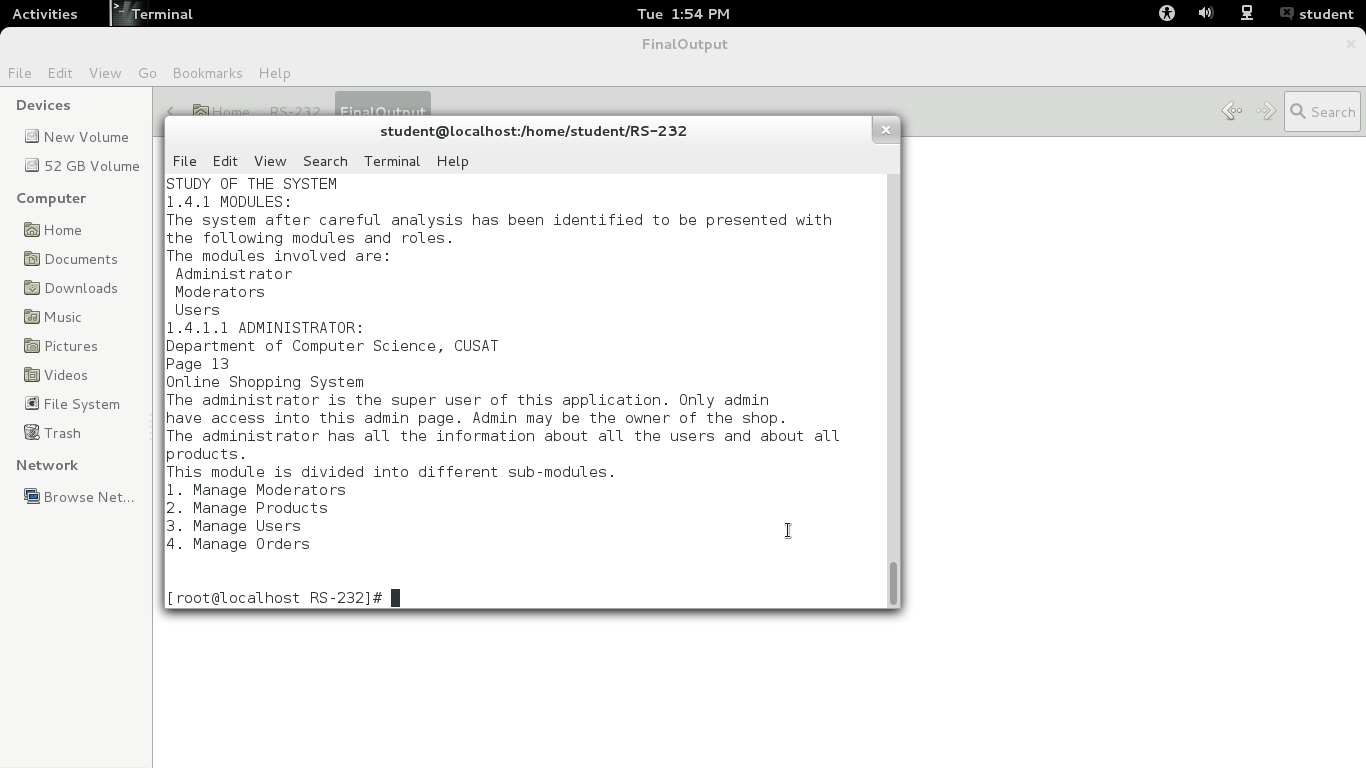 Activities
Terminal
Tue 1:54 PM
student
FinalOutput
File Edit View Go Bookmarks Help
Devices
New Volume
52 GB Volume
Computer
Home
Documents
Downloads
Music
Pictures
Videos
File System
Trash
Network
Browse Net...
Home RS-232 FinalOutput
Search
student@localhost:/home/student/RS-232
File Edit View Search Terminal Help
STUDY OF THE SYSTEM
1.4.1 MODULES:
The system after careful analysis has been identified to be presented with
the following modules and roles.
The modules involved are:
Administrator
Moderators
Users
1.4.1.1 ADMINISTRATOR:
Department of Computer Science, CUSAT
Page 13
Online Shopping System
The administrator is the super user of this application. Only admin
have access into this admin page. Admin may be the owner of the shop.
The administrator has all the information about all the users and about all
products.
This module is divided into different sub-modules.
1. Manage Moderators
2. Manage Products
3. Manage Users
4. Manage Orders
[root@localhost RS-232]#